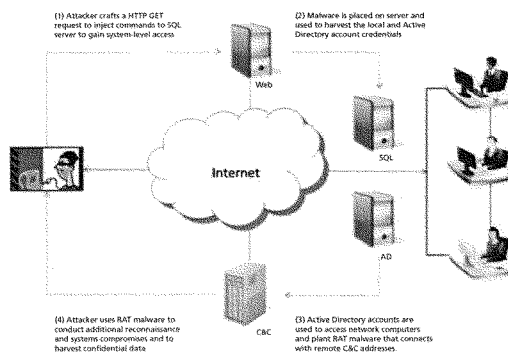 (1) Attacker crafts a HTTP GET
request to inject commands to SQL
server to gain system-level access
(2) Malware is placed on server and
used to harvest the local and Active
Directory account credentials
Web
SQL
Internet
AD
C&C
(4) Attacker uses RAT malware to
conduct additional reconnaissance
and systems compromises and to
harvest confidential data
(3) Active Directory accounts are
used to access network computers
and plant RAT malware that connects
with remote C&C addresses.